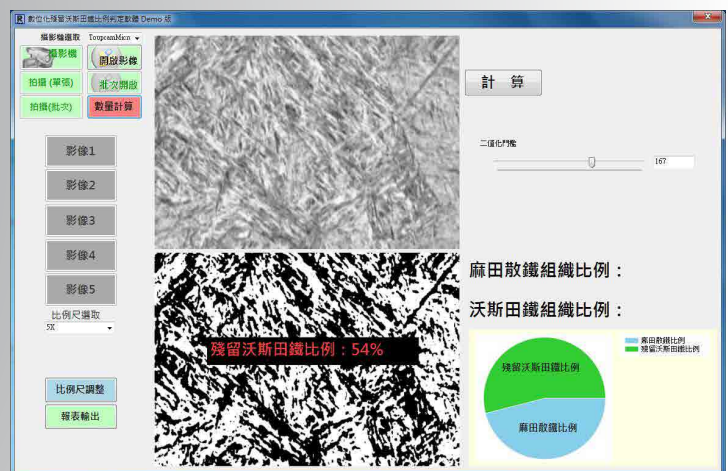 數位化殘留沃斯田鐵比例判定軟體 Demo 版
攝影機選取 ToupcamMicro
攝影機 開啟影像
拍攝 (單張) 批次開啟
拍攝(批次) 數量計算
影像1
影像2
影像3
影像4
影像5
比例尺選取
5X
比例尺調整
報表輸出
殘留沃斯田鐵比例：54%
計 算
二值化門檻
167
麻田散鐵組織比例：
沃斯田鐵組織比例：
麻田散鐵比例
殘留沃斯田鐵比例
殘留沃斯田鐵比例
麻田散鐵比例